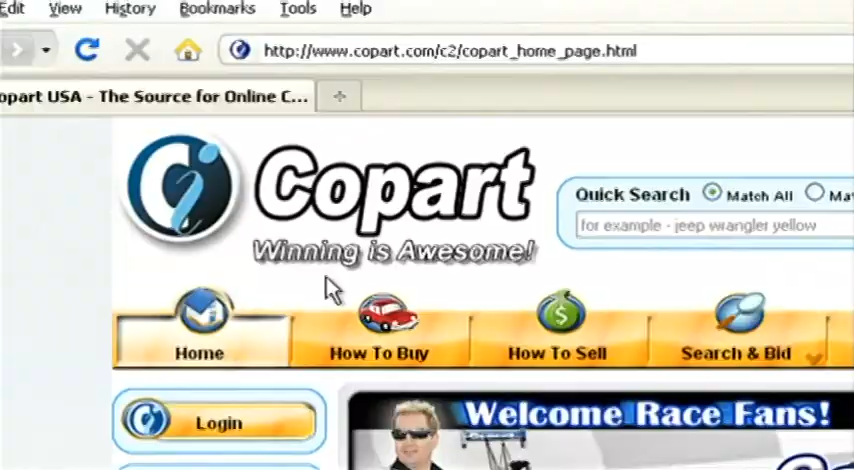 Edit View History Bookmarks Tools Help
http://www.copart.com/c2/copart_home_page.html
opart USA - The Source for Online C...
Copart
Winning is Awesome!
Quick Search Match All
for example - jeep wrangler yellow
Home How To Buy How To Sell Search & Bid
Login
Welcome Race Fans!